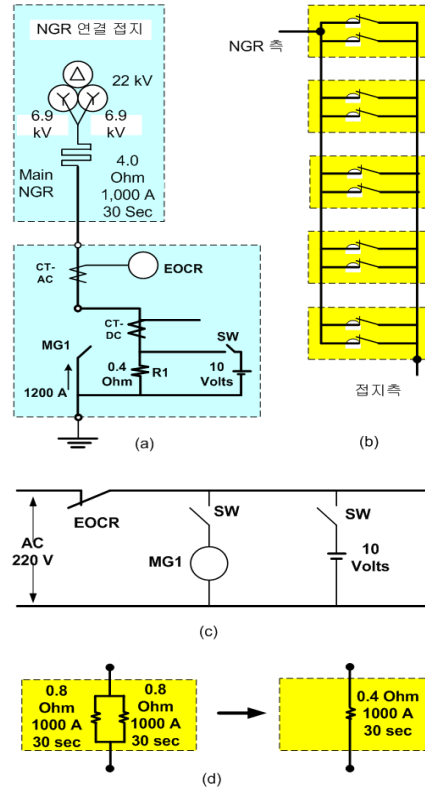 NGR 연결 접지
22 kV
6.9
kV
6.9
kV
Main
NGR
4.0
Ohm
1,000 A
30 Sec
CT-
AC
EOCR
CT-
DC
SW
MG1
0.4
Ohm
R1
10
Volts
1200 A
(a)
NGR 측
접지측
(b)
EOCR
AC
220 V
SW
MG1
SW
10
Volts
(c)
0.8
Ohm
1000 A
30 sec
0.8
Ohm
1000 A
30 sec
0.4 Ohm
1000 A
30 sec
(d)